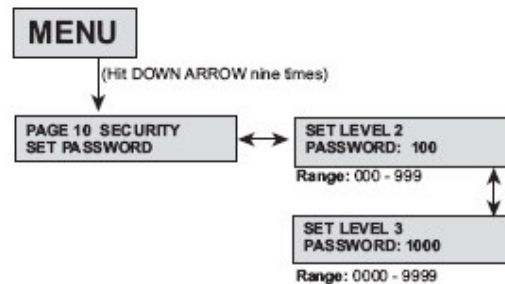 MENU
(Hit DOWN ARROW nine times)
PAGE 10 SECURITY
SET PASSWORD
SET LEVEL 2
PASSWORD: 100
Range: 000 - 999
SET LEVEL 3
PASSWORD: 1000
Range: 0000 - 9999